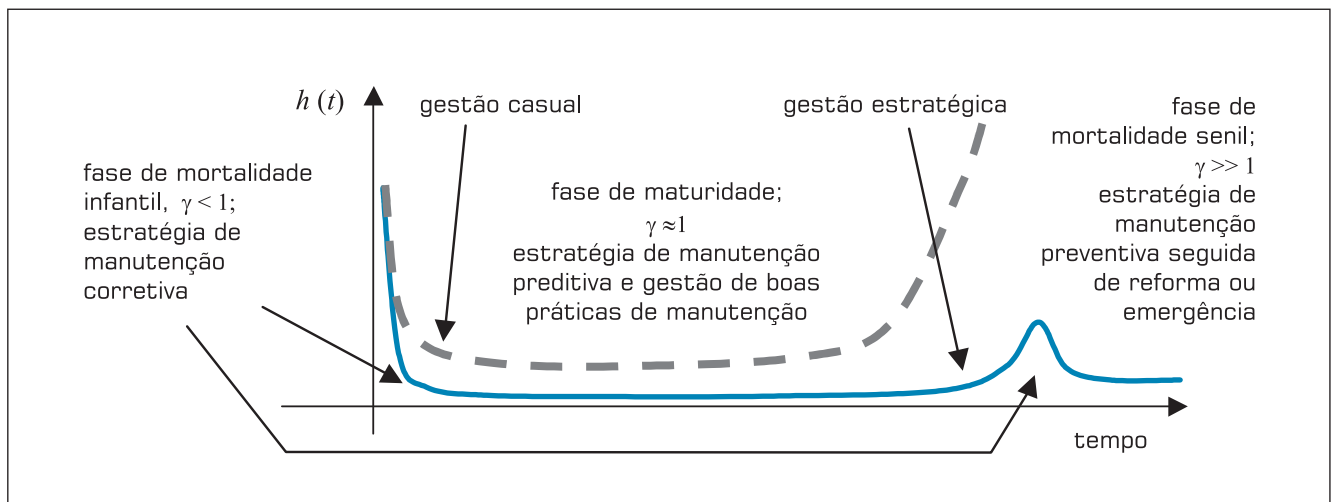 h (t)
gestão casual
gestão estratégica
fase de
mortalidade senil;
γ >> 1
estratégia de
manutenção
preventiva seguida
de reforma ou
emergência
fase de mortalidade
infantil, γ < 1;
estratégia de
manutenção
corretiva
fase de maturidade;
γ ≈1
estratégia de manutenção
preditiva e gestão de boas
práticas de manutenção
tempo